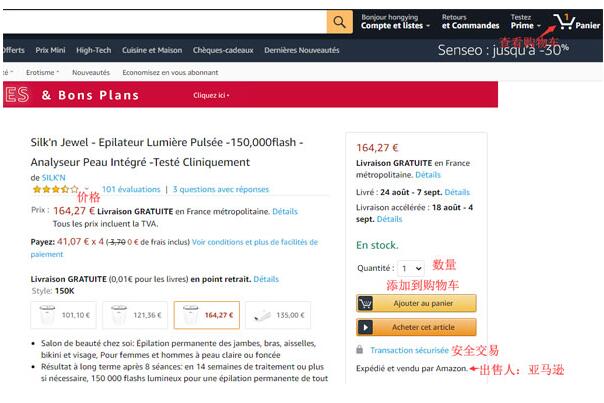 Bonjour hongying
Compte et listes
Retours
et Commandes
Testez
Prime
1
Panier
查看购物车
Offerts Prix Mini High-Tech Cuisine et Maison Chèques-cadeaux Dernières Nouveautés
Senseo : jusqu'à -30%
té Erotisme Nouveautés Economisez en vous abonnant
ES & Bons Plans Cliquez ici ›
Silk'n Jewel - Epilateur Lumière Pulsée -150,000flash -
Analyseur Peau Intégré -Testé Cliniquement
de SILK'N
价格
101 évaluations | 3 questions avec réponses
Prix : 164,27 € Livraison GRATUITE en France métropolitaine. Détails
Tous les prix incluent la TVA.
Payez: 41,07 € x 4 (3,70 0 € de frais inclus) Voir conditions et plus de facilités de
paiement
Livraison GRATUITE (0,01€ pour les livres) en point retrait. Détails
Style: 150K
101,10 € 121,36 € 164,27 € 135,00 €
• Salon de beauté chez soi: Épilation permanente des jambes, bras, aisselles,
bikini et visage, Pour femmes et hommes à peau claire ou foncée
• Résultat à long terme après 8 séances: en 14 semaines de traitement ou plus
si nécessaire, 150 000 flashs lumineux pour une épilation permanente de tout
164,27 €
Livraison GRATUITE en France
métropolitaine. Détails
Livré : 24 août - 7 sept. Détails
Livraison accélérée : 18 août - 4
sept. Détails
En stock.
Quantité : 1 数量
添加到购物车
Ajouter au panier
Acheter cet article
Transaction sécurisée 安全交易
Expédié et vendu par Amazon. 出售人：亚马逊